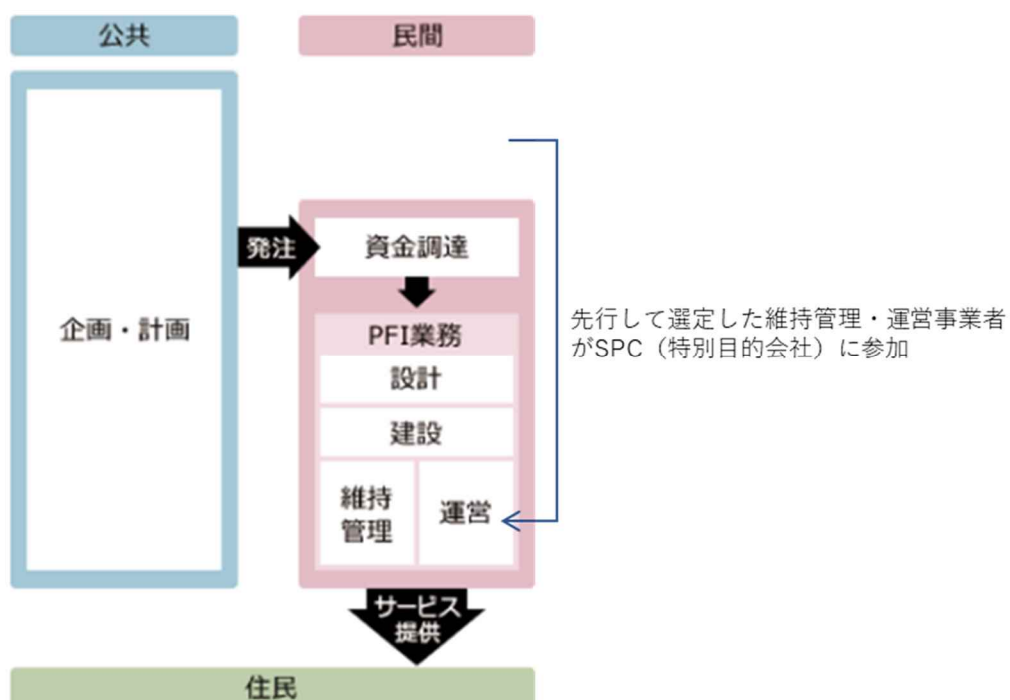 公共
民間
企画・計画
発注
資金調達
PFI業務
設計
建設
維持
管理
運営
先行して選定した維持管理・運営事業者
がSPC（特別目的会社）に参加
サービス
提供
住民